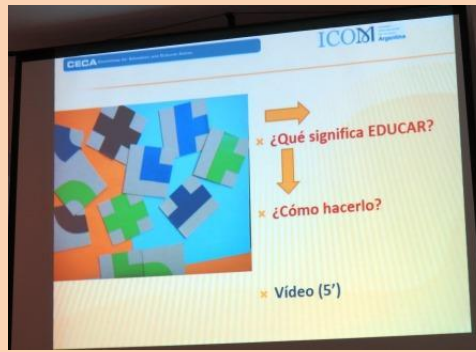 CECA
ICOM
Argentina
¿Qué significa EDUCAR?
¿Cómo hacerlo?
Vídeo (5’)